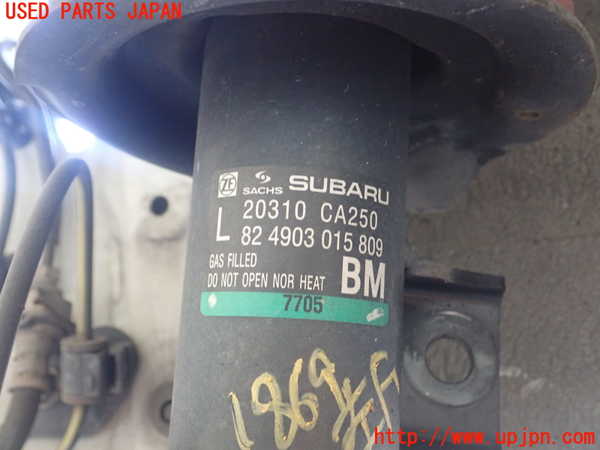 USED PARTS JAPAN
ZF SACHS SUBARU
L 20310 CA250
82 4903 015 809
GAS FILLED
DO NOT OPEN NOR HEAT BM
7705
1869
http://www.upjpn.com